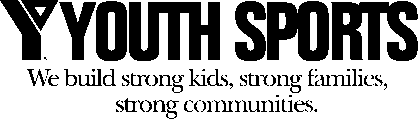 YOUTH SPORTS
We build strong kids, strong families,
strong communities.